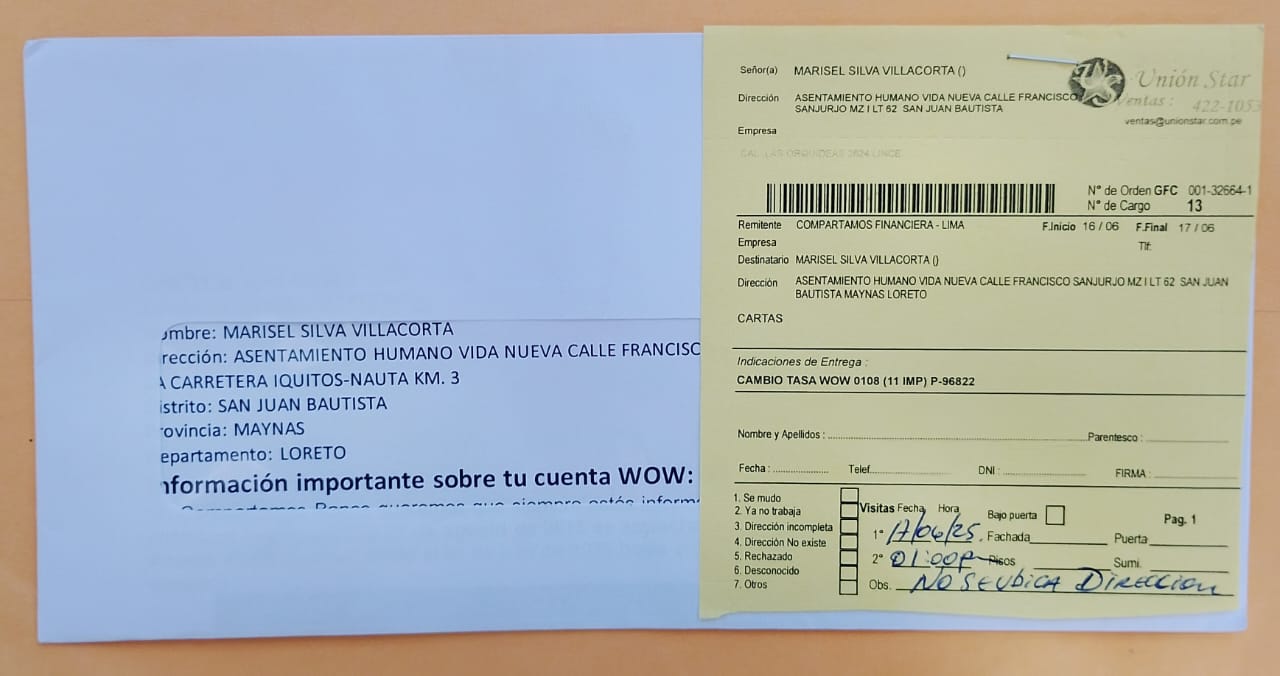 ombre: MARISEL SILVA VILLACORTA
rección: ASENTAMIENTO HUMANO VIDA NUEVA CALLE FRANCISC
A CARRETERA IQUITOS-NAUTA KM. 3
istrito: SAN JUAN BAUTISTA
ovincia: MAYNAS
epartamento: LORETO
nformación importante sobre tu cuenta WOW:
Señor(a) MARISEL SILVA VILLACORTA ()
Unión Star
Dirección ASENTAMIENTO HUMANO VIDA NUEVA CALLE FRANCISCO
SANJURJO MZ I LT 62 SAN JUAN BAUTISTA
Ventas : 422-1053
ventas@unionstar.com.pe
Empresa
CAL. LAS ORQUIDEAS 2624 LINCE
N° de Orden GFC 001-32664-1
N° de Cargo 13
Remitente COMPARTAMOS FINANCIERA - LIMA F.Inicio 16 / 06 F.Final 17 / 06
Empresa Tlf:
Destinatario MARISEL SILVA VILLACORTA ()
Dirección ASENTAMIENTO HUMANO VIDA NUEVA CALLE FRANCISCO SANJURJO MZ I LT 62 SAN JUAN
BAUTISTA MAYNAS LORETO
CARTAS
Indicaciones de Entrega :
CAMBIO TASA WOW 0108 (11 IMP) P-96822
Nombre y Apellidos : Parentesco :
Fecha : Telef. DNI : FIRMA :
1. Se mudo
2. Ya no trabaja
3. Dirección incompleta
4. Dirección No existe
5. Rechazado
6. Desconocido
7. Otros
Visitas Fecha Hora Bajo puerta Pag. 1
1° 17/06/25. Fachada Puerta
2° 01:00P Pisos Sumi.
Obs. NO SE UBICA DIRECCION